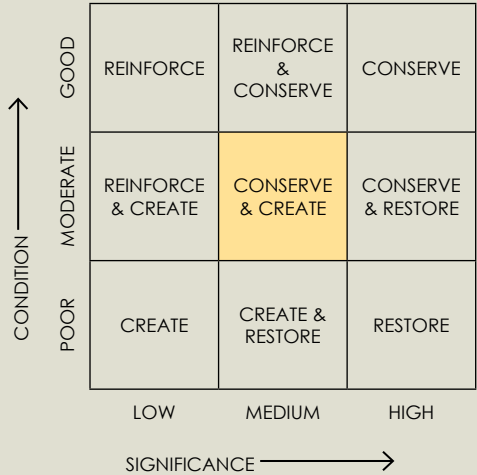 GOOD
REINFORCE
REINFORCE
&
CONSERVE
CONSERVE
MODERATE
REINFORCE
& CREATE
CONSERVE
& CREATE
CONSERVE
& RESTORE
CONDITION
POOR
CREATE
CREATE &
RESTORE
RESTORE
LOW
MEDIUM
HIGH
SIGNIFICANCE